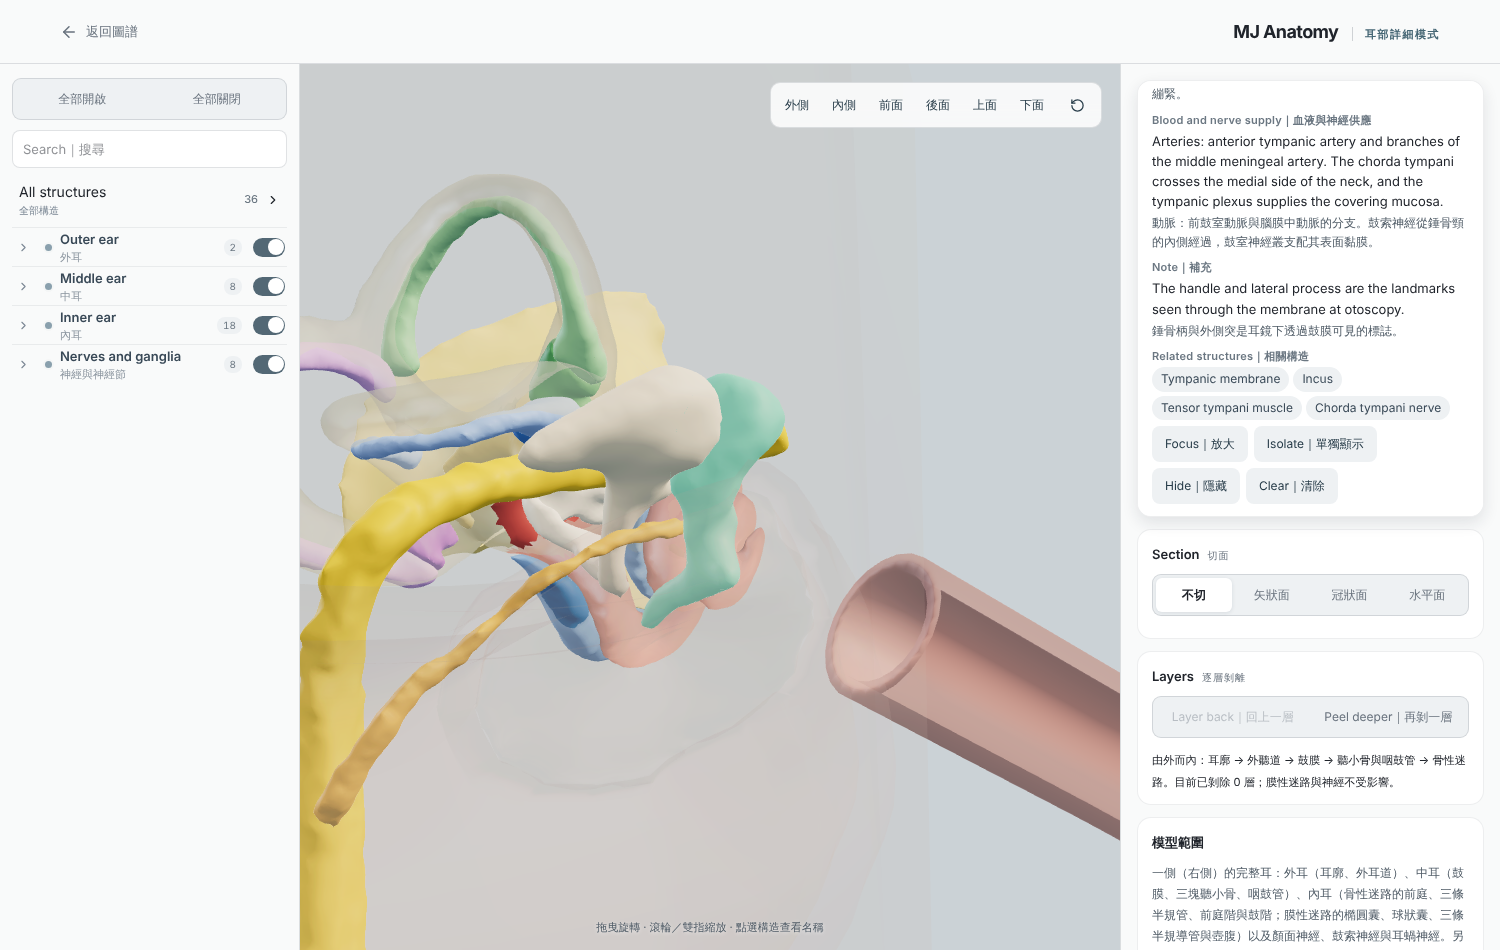 返回圖譜
MJ Anatomy
耳部詳細模式
全部開啟
全部關閉
Search｜搜尋
All structures
全部構造
36
Outer ear
外耳
2
Middle ear
中耳
8
Inner ear
內耳
18
Nerves and ganglia
神經與神經節
8
外側
內側
前面
後面
上面
下面
拖曳旋轉 · 滾輪／雙指縮放 · 點選構造查看名稱
繃緊。
Blood and nerve supply｜血液與神經供應
Arteries: anterior tympanic artery and branches of
the middle meningeal artery. The chorda tympani
crosses the medial side of the neck, and the
tympanic plexus supplies the covering mucosa.
動脈：前鼓室動脈與腦膜中動脈的分支。鼓索神經從錘骨頸
的內側經過，鼓室神經叢支配其表面黏膜。
Note｜補充
The handle and lateral process are the landmarks
seen through the membrane at otoscopy.
錘骨柄與外側突是耳鏡下透過鼓膜可見的標誌。
Related structures｜相關構造
Tympanic membrane
Incus
Tensor tympani muscle
Chorda tympani nerve
Focus｜放大
Isolate｜單獨顯示
Hide｜隱藏
Clear｜清除
Section 切面
不切
矢狀面
冠狀面
水平面
Layers 逐層剝離
Layer back｜回上一層
Peel deeper｜再剝一層
由外而內：耳廓 → 外聽道 → 鼓膜 → 聽小骨與咽鼓管 → 骨性迷
路。目前已剝除 0 層；膜性迷路與神經不受影響。
模型範圍
一側（右側）的完整耳：外耳（耳廓、外耳道）、中耳（鼓
膜、三塊聽小骨、咽鼓管）、內耳（骨性迷路的前庭、三條
半規管、前庭階與鼓階；膜性迷路的橢圓囊、球狀囊、三條
半規導管與壺腹）以及顏面神經、鼓索神經與耳蝸神經。另